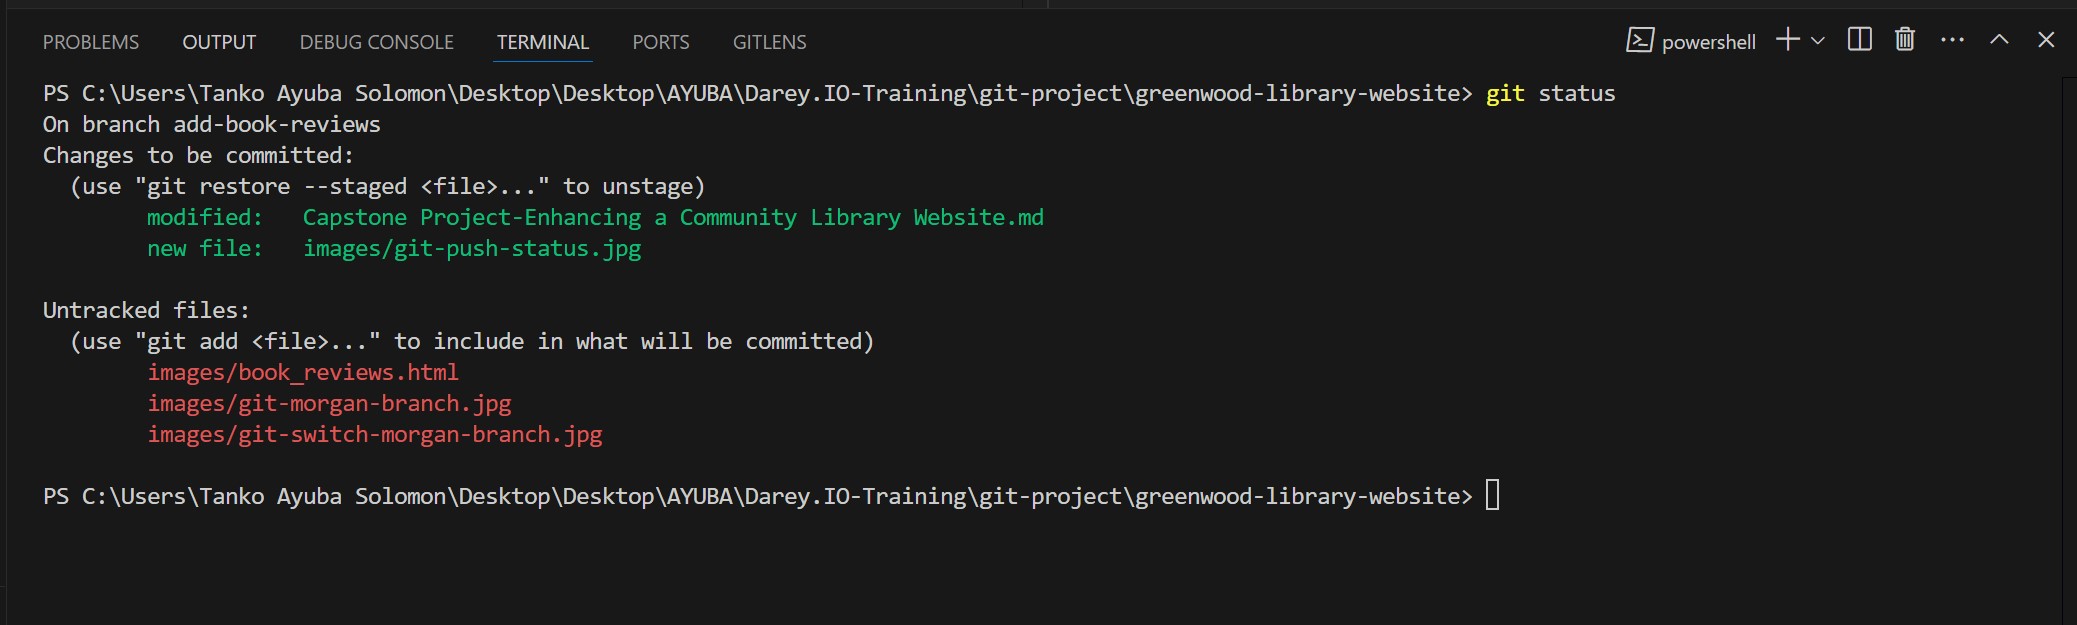 PROBLEMS OUTPUT DEBUG CONSOLE TERMINAL PORTS GITLENS powershell
PS C:\Users\Tanko Ayuba Solomon\Desktop\Desktop\AYUBA\Darey.IO-Training\git-project\greenwood-library-website> git status
On branch add-book-reviews
Changes to be committed:
  (use "git restore --staged <file>..." to unstage)
        modified:   Capstone Project-Enhancing a Community Library Website.md
        new file:   images/git-push-status.jpg

Untracked files:
  (use "git add <file>..." to include in what will be committed)
        images/book_reviews.html
        images/git-morgan-branch.jpg
        images/git-switch-morgan-branch.jpg

PS C:\Users\Tanko Ayuba Solomon\Desktop\Desktop\AYUBA\Darey.IO-Training\git-project\greenwood-library-website>